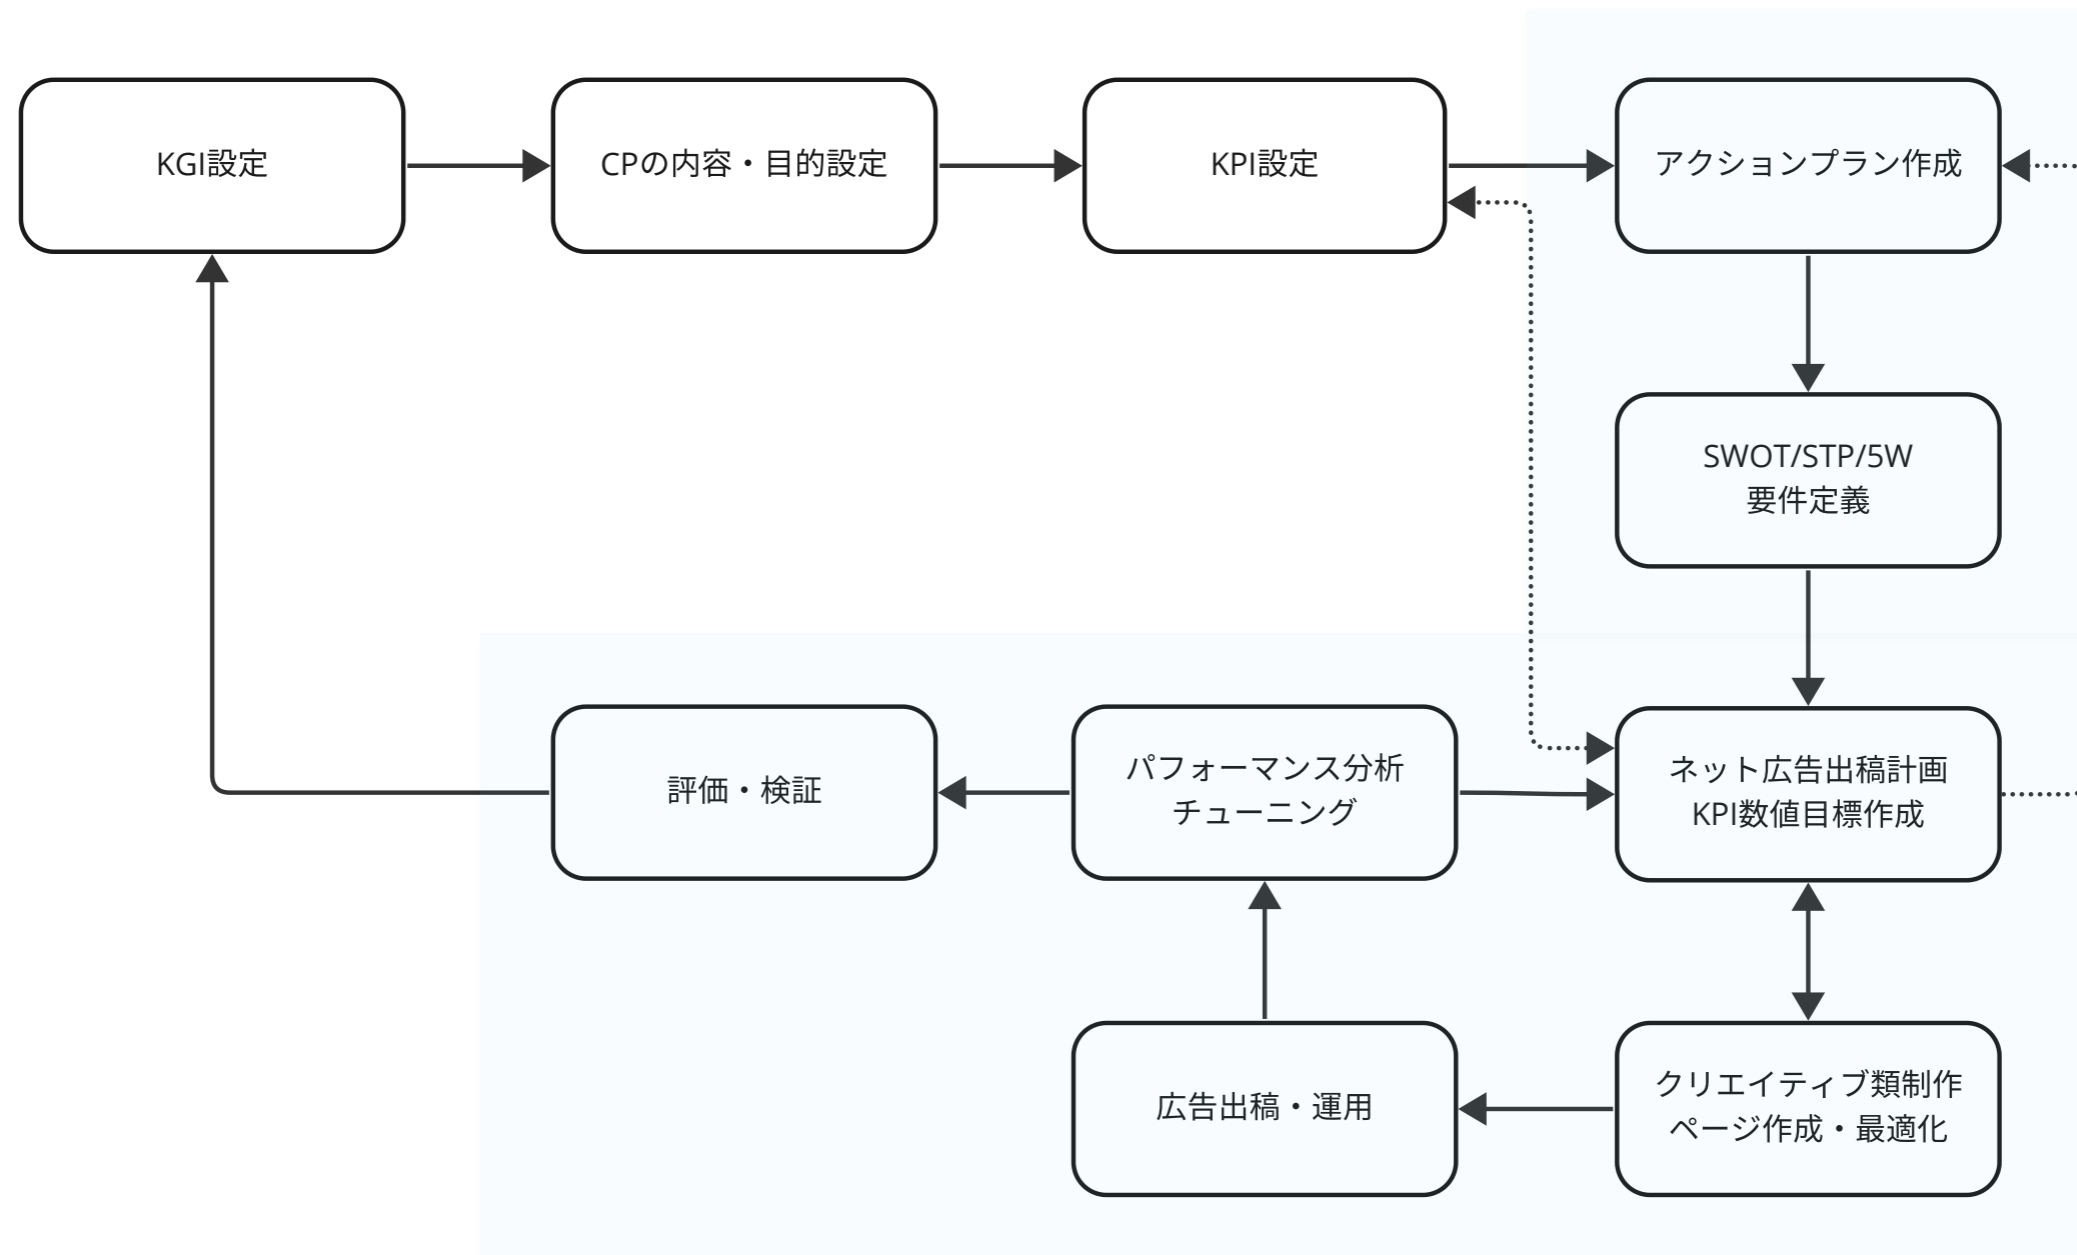 KGI設定
CPの内容・目的設定
KPI設定
アクションプラン作成
SWOT/STP/5W
要件定義
評価・検証
パフォーマンス分析
チューニング
ネット広告出稿計画
KPI数値目標作成
広告出稿・運用
クリエイティブ類制作
ページ作成・最適化